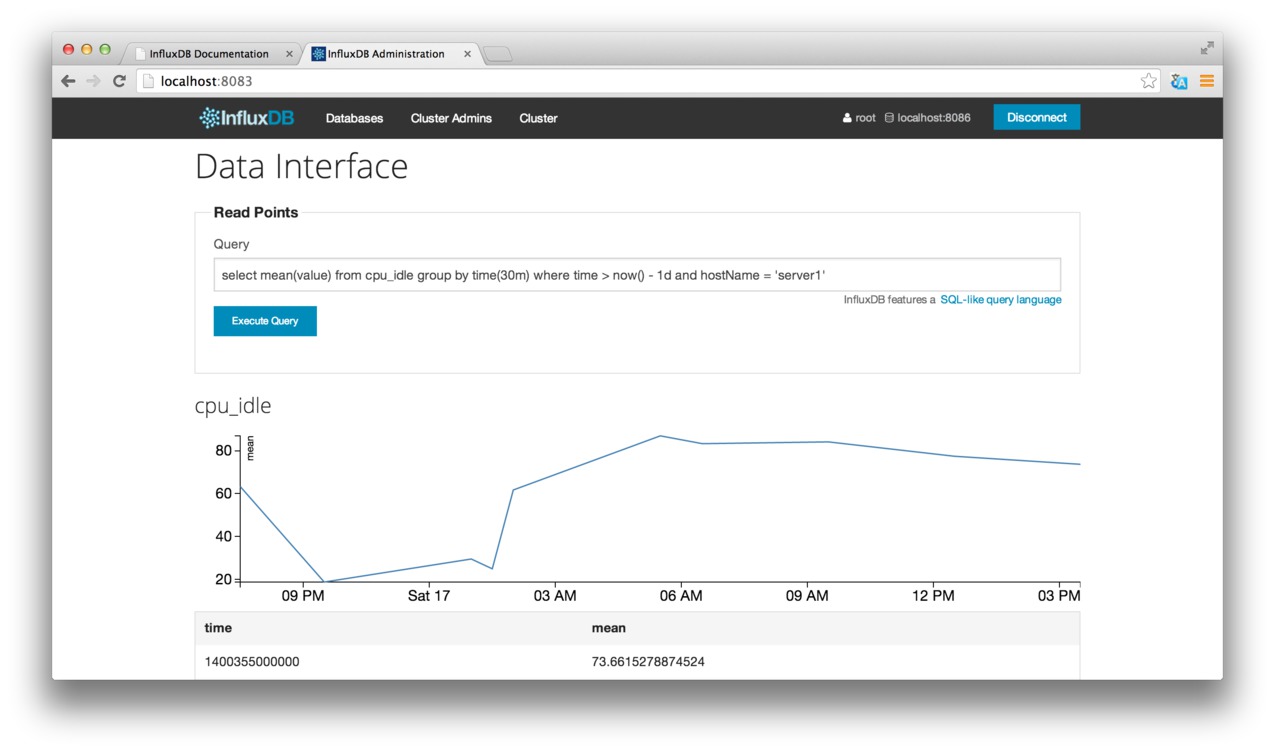 InfluxDB Documentation × InfluxDB Administration ×
localhost:8083
InfluxDB Databases Cluster Admins Cluster root localhost:8086 Disconnect
Data Interface
Read Points
Query
select mean(value) from cpu_idle group by time(30m) where time > now() - 1d and hostName = 'server1'
InfluxDB features a SQL-like query language
Execute Query
cpu_idle
mean
80
60
40
20
09 PM Sat 17 03 AM 06 AM 09 AM 12 PM 03 PM
time mean
1400355000000 73.6615278874524